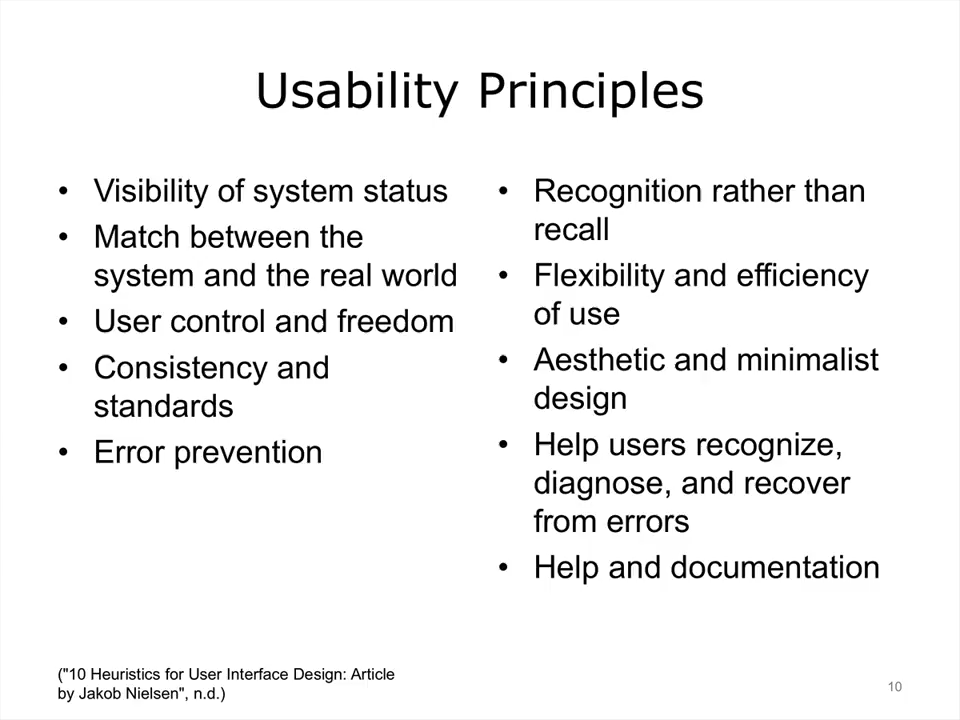 Usability Principles
• Visibility of system status
• Match between the
system and the real world
• User control and freedom
• Consistency and
standards
• Error prevention
• Recognition rather than
recall
• Flexibility and efficiency
of use
• Aesthetic and minimalist
design
• Help users recognize,
diagnose, and recover
from errors
• Help and documentation
("10 Heuristics for User Interface Design: Article
by Jakob Nielsen", n.d.)
10